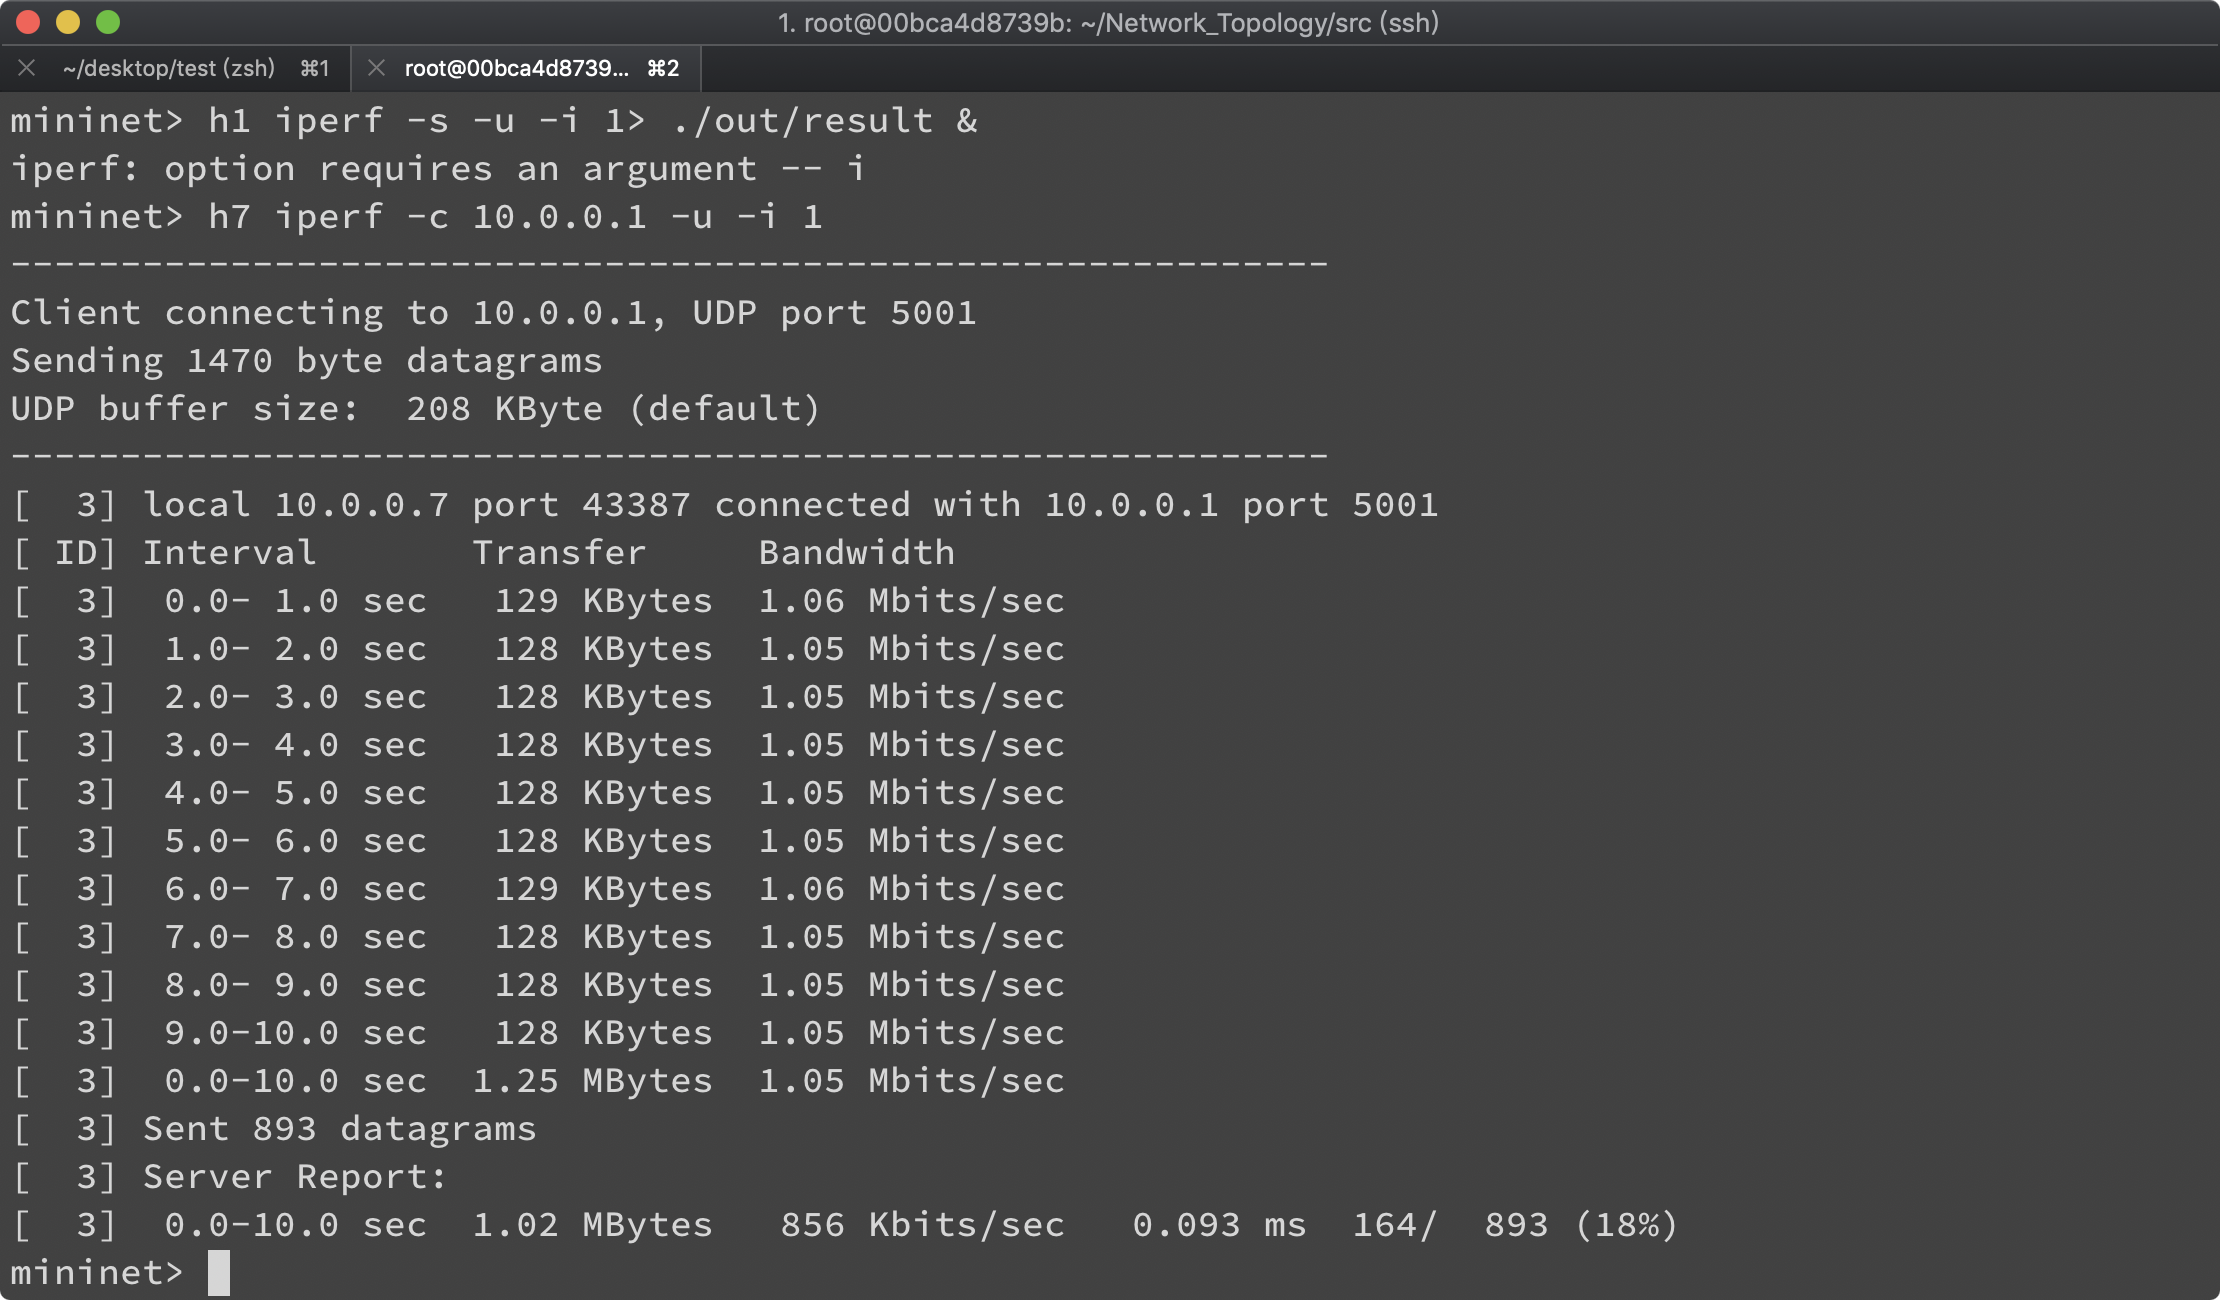 1. root@00bca4d8739b: ~/Network_Topology/src (ssh)
~/desktop/test (zsh) ⌘1 root@00bca4d8739... ⌘2
mininet> h1 iperf -s -u -i 1> ./out/result &
iperf: option requires an argument -- i
mininet> h7 iperf -c 10.0.0.1 -u -i 1
------------------------------------------------------------
Client connecting to 10.0.0.1, UDP port 5001
Sending 1470 byte datagrams
UDP buffer size:  208 KByte (default)
------------------------------------------------------------
[  3] local 10.0.0.7 port 43387 connected with 10.0.0.1 port 5001
[ ID] Interval       Transfer     Bandwidth
[  3]  0.0- 1.0 sec   129 KBytes  1.06 Mbits/sec
[  3]  1.0- 2.0 sec   128 KBytes  1.05 Mbits/sec
[  3]  2.0- 3.0 sec   128 KBytes  1.05 Mbits/sec
[  3]  3.0- 4.0 sec   128 KBytes  1.05 Mbits/sec
[  3]  4.0- 5.0 sec   128 KBytes  1.05 Mbits/sec
[  3]  5.0- 6.0 sec   128 KBytes  1.05 Mbits/sec
[  3]  6.0- 7.0 sec   129 KBytes  1.06 Mbits/sec
[  3]  7.0- 8.0 sec   128 KBytes  1.05 Mbits/sec
[  3]  8.0- 9.0 sec   128 KBytes  1.05 Mbits/sec
[  3]  9.0-10.0 sec   128 KBytes  1.05 Mbits/sec
[  3]  0.0-10.0 sec  1.25 MBytes  1.05 Mbits/sec
[  3] Sent 893 datagrams
[  3] Server Report:
[  3]  0.0-10.0 sec  1.02 MBytes   856 Kbits/sec   0.093 ms  164/  893 (18%)
mininet>